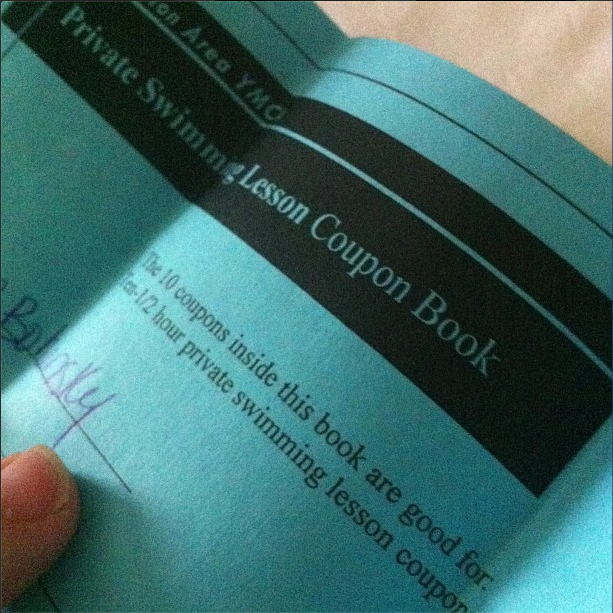 Area YMC
Private Swimming Lesson Coupon Book
The 10 coupons inside this book are good for:
Ten-1/2 hour private swimming lesson coupon